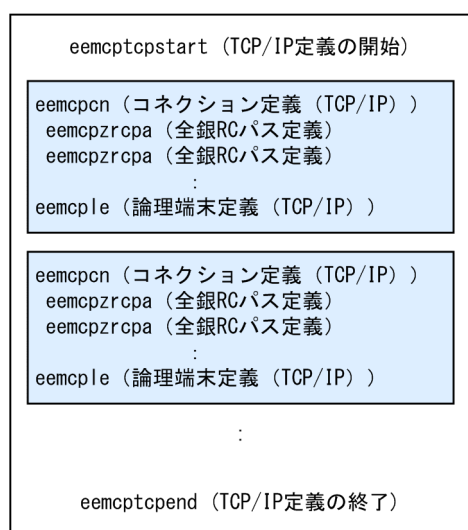 eemcptcpstart（TCP/IP定義の開始）
eemcpcn（コネクション定義（TCP/IP））
eemcpzrcpa（全銀RCパス定義）
eemcpzrcpa（全銀RCパス定義）
:
eemcple（論理端末定義（TCP/IP））
eemcpcn（コネクション定義（TCP/IP））
eemcpzrcpa（全銀RCパス定義）
eemcpzrcpa（全銀RCパス定義）
:
eemcple（論理端末定義（TCP/IP））
:
eemcptcpend（TCP/IP定義の終了）